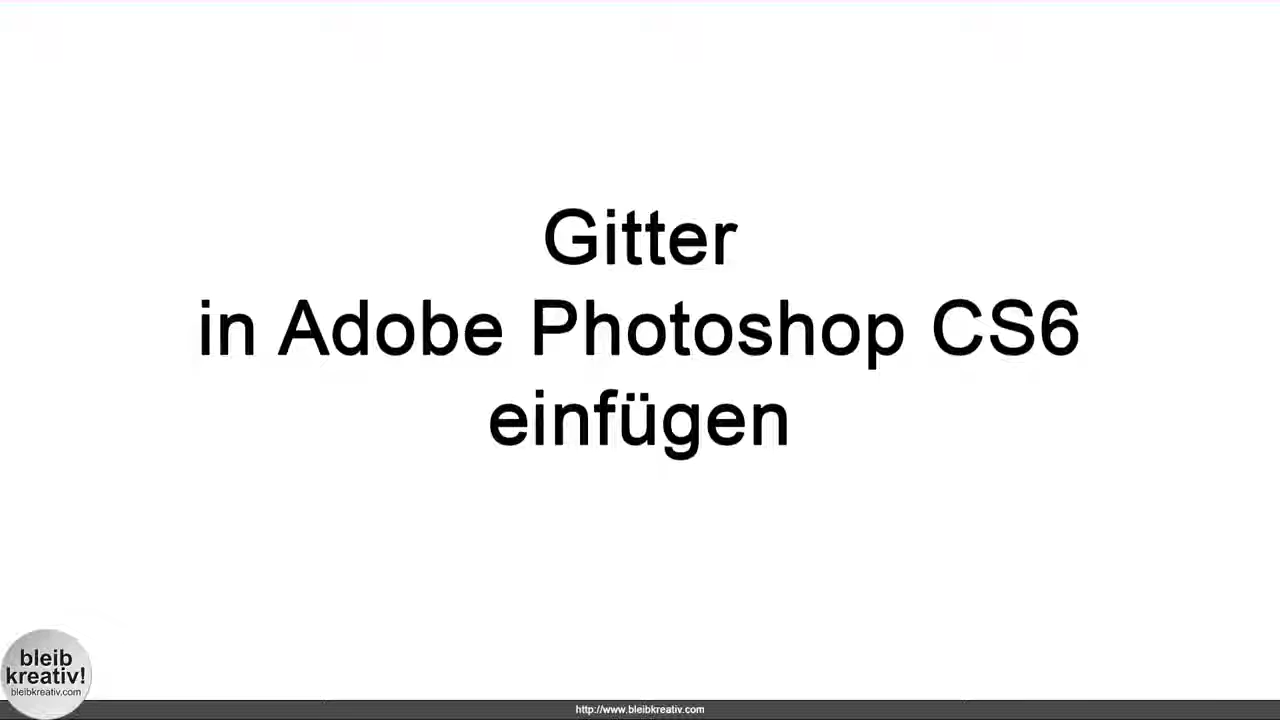 Gitter
in Adobe Photoshop CS6
einfügen
bleib
kreativ!
bleibkreativ.com
http://www.bleibkreativ.com